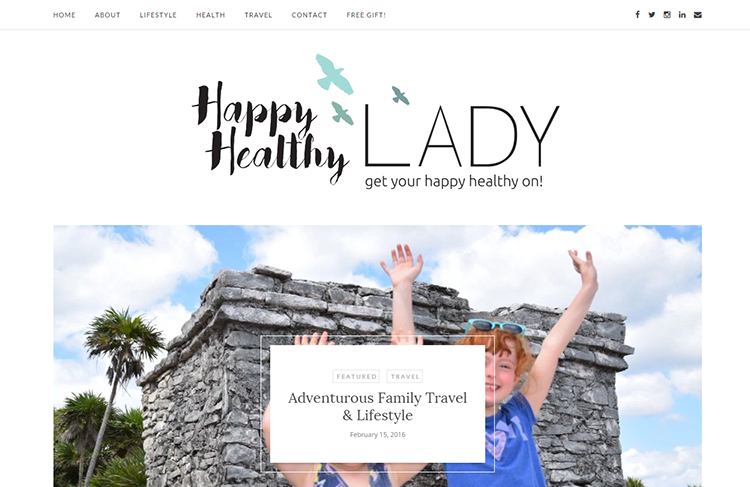 HOME ABOUT LIFESTYLE HEALTH TRAVEL CONTACT FREE GIFT!
Happy
Healthy LADY
get your happy healthy on!
FEATURED TRAVEL
Adventurous Family Travel
& Lifestyle
February 15, 2016